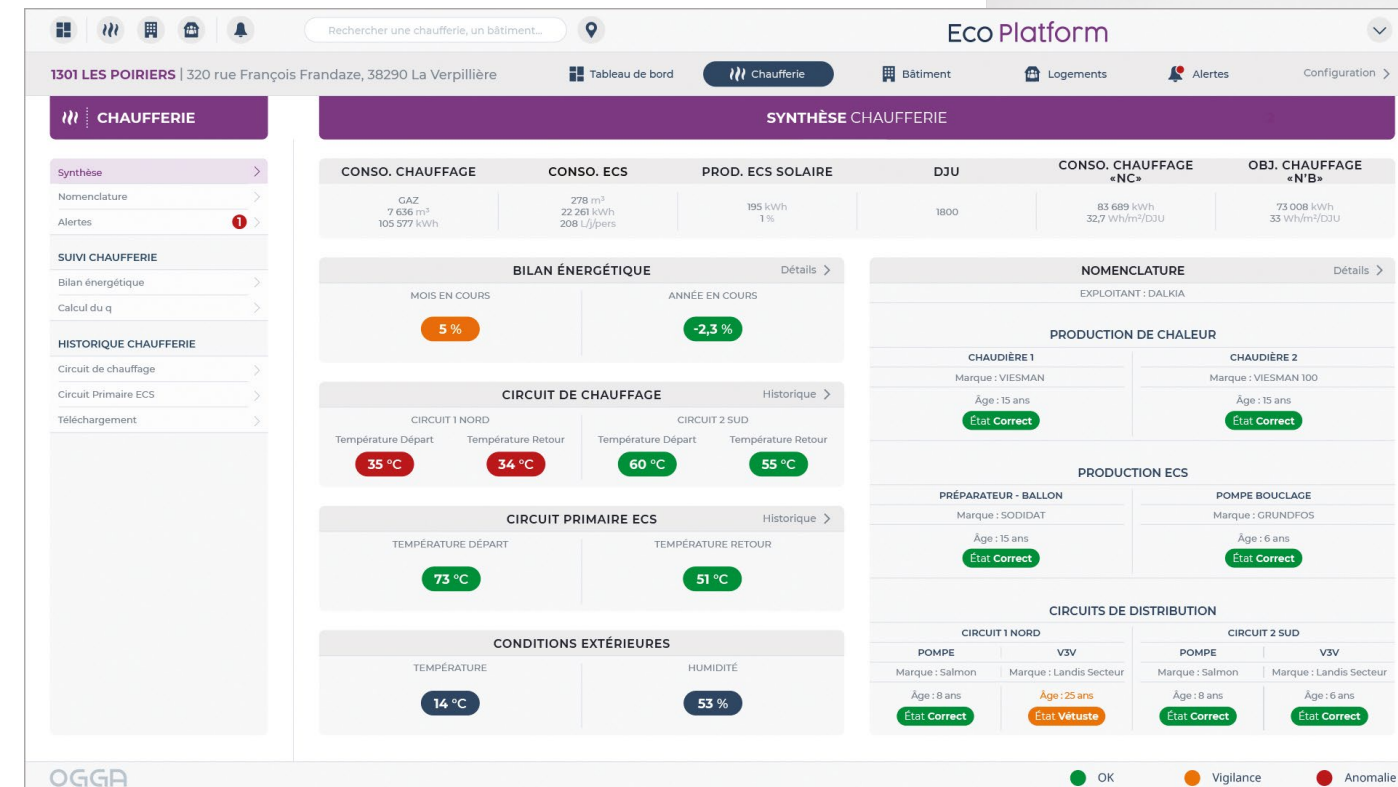 Rechercher une chaufferie, un bâtiment...
Eco Platform
1301 LES POIRIERS | 320 rue François Frandaze, 38290 La Verpillière
Tableau de bord
Chaufferie
Bâtiment
Logements
Alertes
Configuration
CHAUFFERIE
Synthèse
Nomenclature
Alertes
1
SUIVI CHAUFFERIE
Bilan énergétique
Calcul du q
HISTORIQUE CHAUFFERIE
Circuit de chauffage
Circuit Primaire ECS
Téléchargement
SYNTHÈSE CHAUFFERIE
CONSO. CHAUFFAGE
GAZ
7 636 m³
105 577 kWh
CONSO. ECS
278 m³
22 261 kWh
208 L/j/pers
PROD. ECS SOLAIRE
195 kWh
1 %
DJU
1800
CONSO. CHAUFFAGE
«NC»
83 689 kWh
32,7 Wh/m²/DJU
OBJ. CHAUFFAGE
«N'B»
73 008 kWh
33 Wh/m²/DJU
BILAN ÉNERGÉTIQUE
Détails
MOIS EN COURS
5 %
ANNÉE EN COURS
-2,3 %
CIRCUIT DE CHAUFFAGE
Historique
CIRCUIT 1 NORD
Température Départ
35 °C
Température Retour
34 °C
CIRCUIT 2 SUD
Température Départ
60 °C
Température Retour
55 °C
CIRCUIT PRIMAIRE ECS
Historique
TEMPÉRATURE DÉPART
73 °C
TEMPÉRATURE RETOUR
51 °C
CONDITIONS EXTÉRIEURES
TEMPÉRATURE
14 °C
HUMIDITÉ
53 %
NOMENCLATURE
Détails
EXPLOITANT : DALKIA
PRODUCTION DE CHALEUR
CHAUDIÈRE 1
Marque : VIESMAN
Âge : 15 ans
État Correct
CHAUDIÈRE 2
Marque : VIESMAN 100
Âge : 15 ans
État Correct
PRODUCTION ECS
PRÉPARATEUR - BALLON
Marque : SODIDAT
Âge : 15 ans
État Correct
POMPE BOUCLAGE
Marque : GRUNDFOS
Âge : 6 ans
État Correct
CIRCUITS DE DISTRIBUTION
CIRCUIT 1 NORD
POMPE
Marque : Salmon
Âge : 8 ans
État Correct
V3V
Marque : Landis Secteur
Âge : 25 ans
État Vétuste
CIRCUIT 2 SUD
POMPE
Marque : Salmon
Âge : 8 ans
État Correct
V3V
Marque : Landis Secteur
Âge : 6 ans
État Correct
OGGA
OK
Vigilance
Anomalie